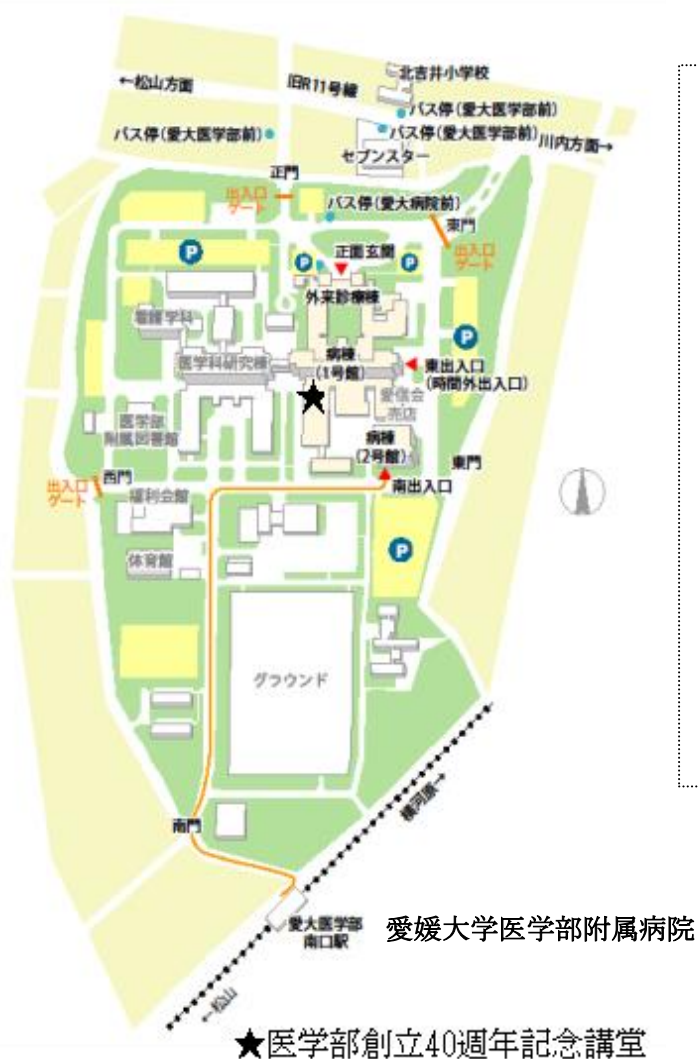 北吉井小学校
←松山方面
旧R11号線
バス停(愛大医学部前)
バス停(愛大医学部前)
バス停(愛大医学部前)
川内方面→
セブンスター
正門
出入口
ゲート
バス停(愛大病院前)
東門
出入口
ゲート
P
正面玄関
P
P
外来診療棟
看護学科
P
病棟
(1号館)
医学科研究棟
東出入口
(時間外出入口)
★
愛信会
売店
医学部
附属図書館
病棟
(2号館)
東門
西門
出入口
ゲート
南出入口
福利会館
体育館
P
グラウンド
横河原→
南門
愛大医学部
南口駅
愛媛大学医学部附属病院
←松山
★医学部創立40週年記念講堂